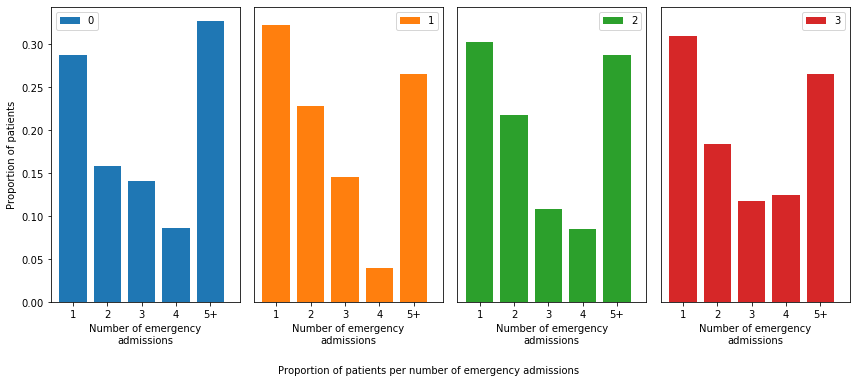 0
1
2
3
0.30
0.25
0.20
0.15
0.10
0.05
0.00
Proportion of patients
1 2 3 4 5+
1 2 3 4 5+
1 2 3 4 5+
1 2 3 4 5+
Number of emergency
admissions
Number of emergency
admissions
Number of emergency
admissions
Number of emergency
admissions
Proportion of patients per number of emergency admissions